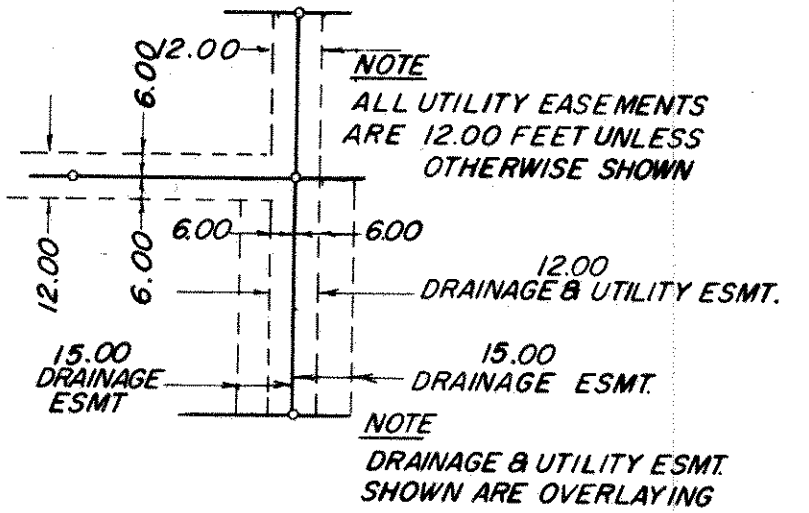 12.00
6.00
NOTE
ALL UTILITY EASEMENTS
ARE 12.00 FEET UNLESS
OTHERWISE SHOWN
12.00
6.00
6.00
6.00
12.00
DRAINAGE & UTILITY ESMT.
15.00
DRAINAGE
ESMT
15.00
DRAINAGE ESMT.
NOTE
DRAINAGE & UTILITY ESMT.
SHOWN ARE OVERLAYING